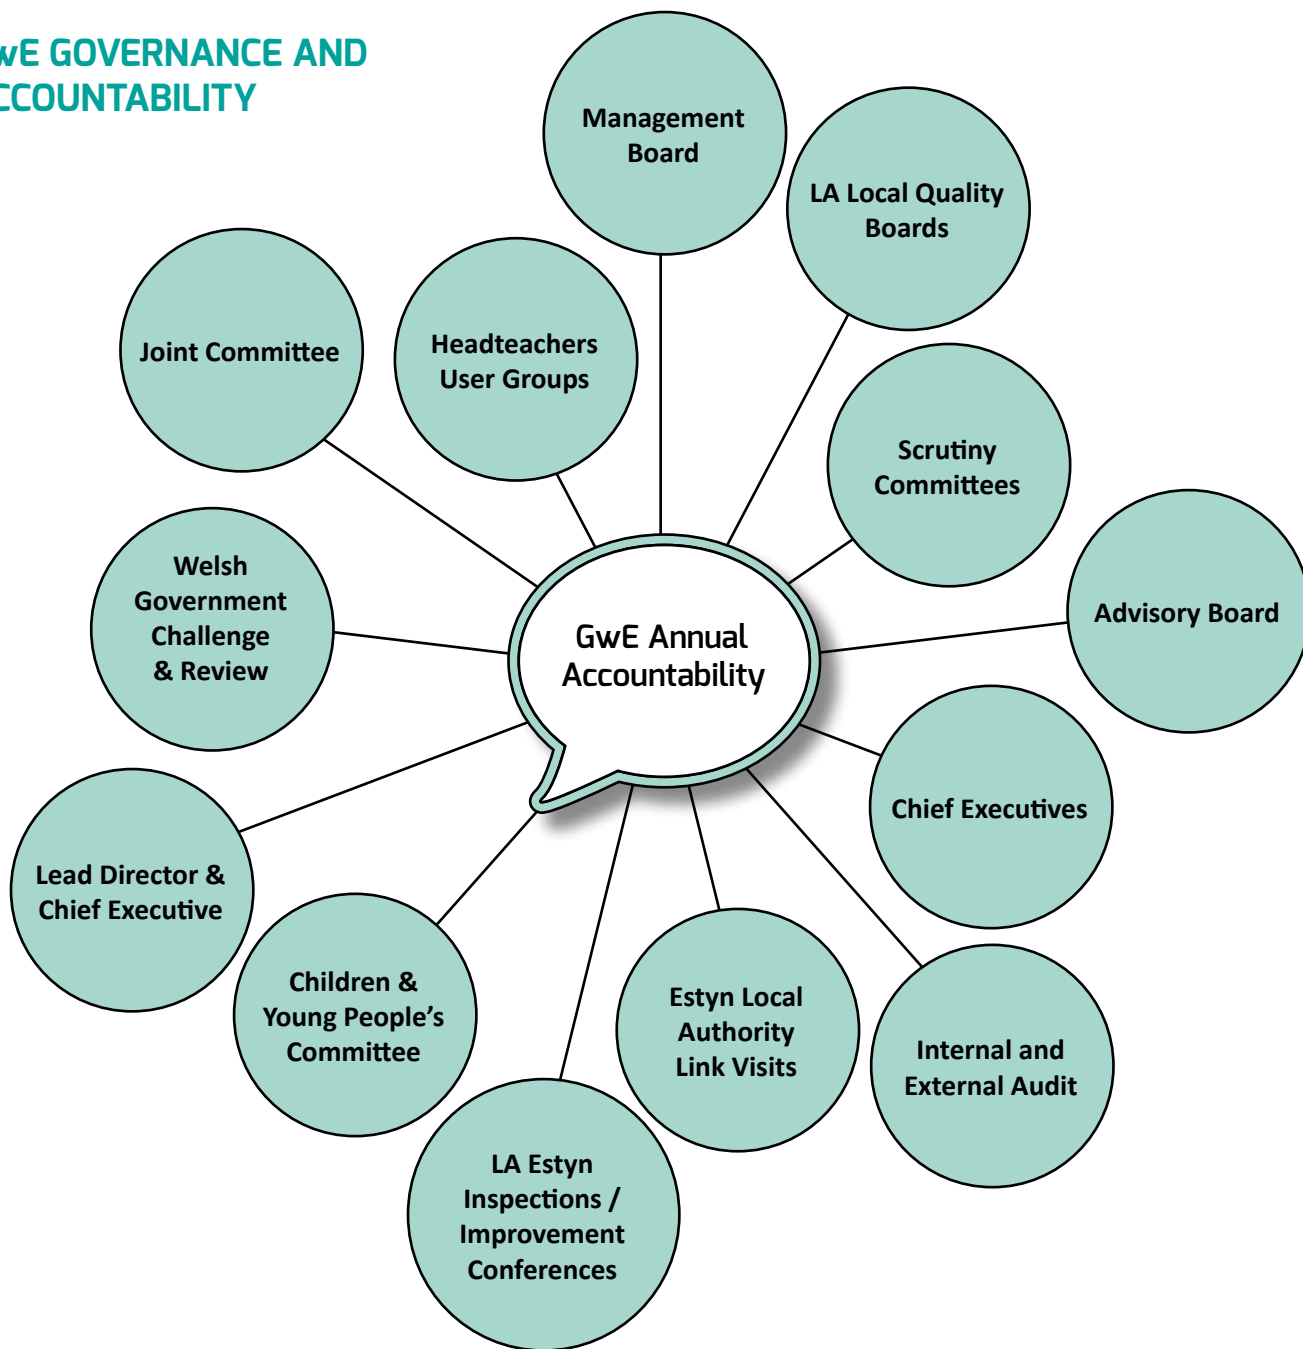 wE GOVERNANCE AND
CCOUNTABILITY
Management
Board
LA Local Quality
Boards
Joint Committee
Headteachers
User Groups
Scrutiny
Committees
Welsh
Government
Challenge
& Review
GwE Annual
Accountability
Advisory Board
Chief Executives
Lead Director &
Chief Executive
Children &
Young People’s
Committee
Estyn Local
Authority
Link Visits
Internal and
External Audit
LA Estyn
Inspections /
Improvement
Conferences